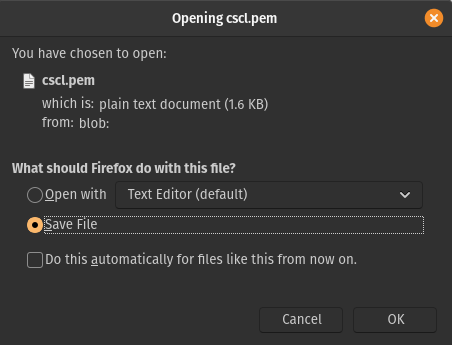 Opening cscl.pem
You have chosen to open:
cscl.pem
which is: plain text document (1.6 KB)
from: blob:
What should Firefox do with this file?
Open with Text Editor (default)
Save File
Do this automatically for files like this from now on.
Cancel OK